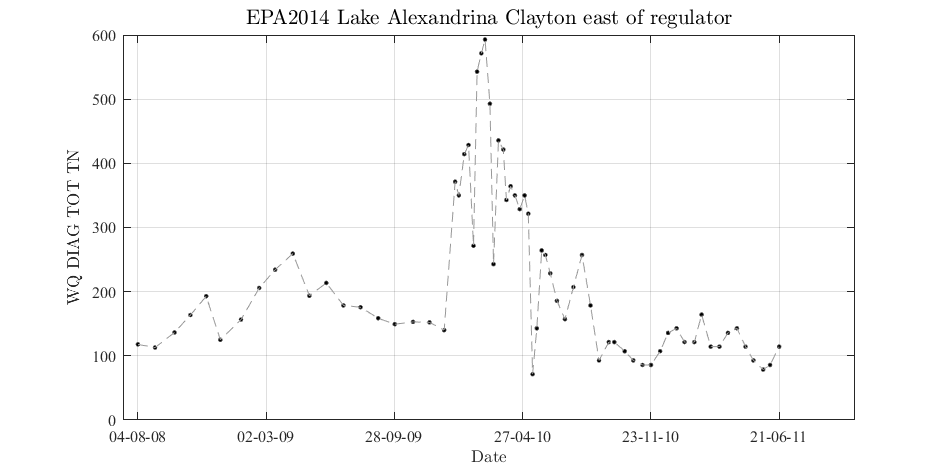 EPA2014 Lake Alexandrina Clayton east of regulator
600
500
400
300
200
100
0
WQ DIAG TOT TN
04-08-08 02-03-09 28-09-09 27-04-10 23-11-10 21-06-11
Date